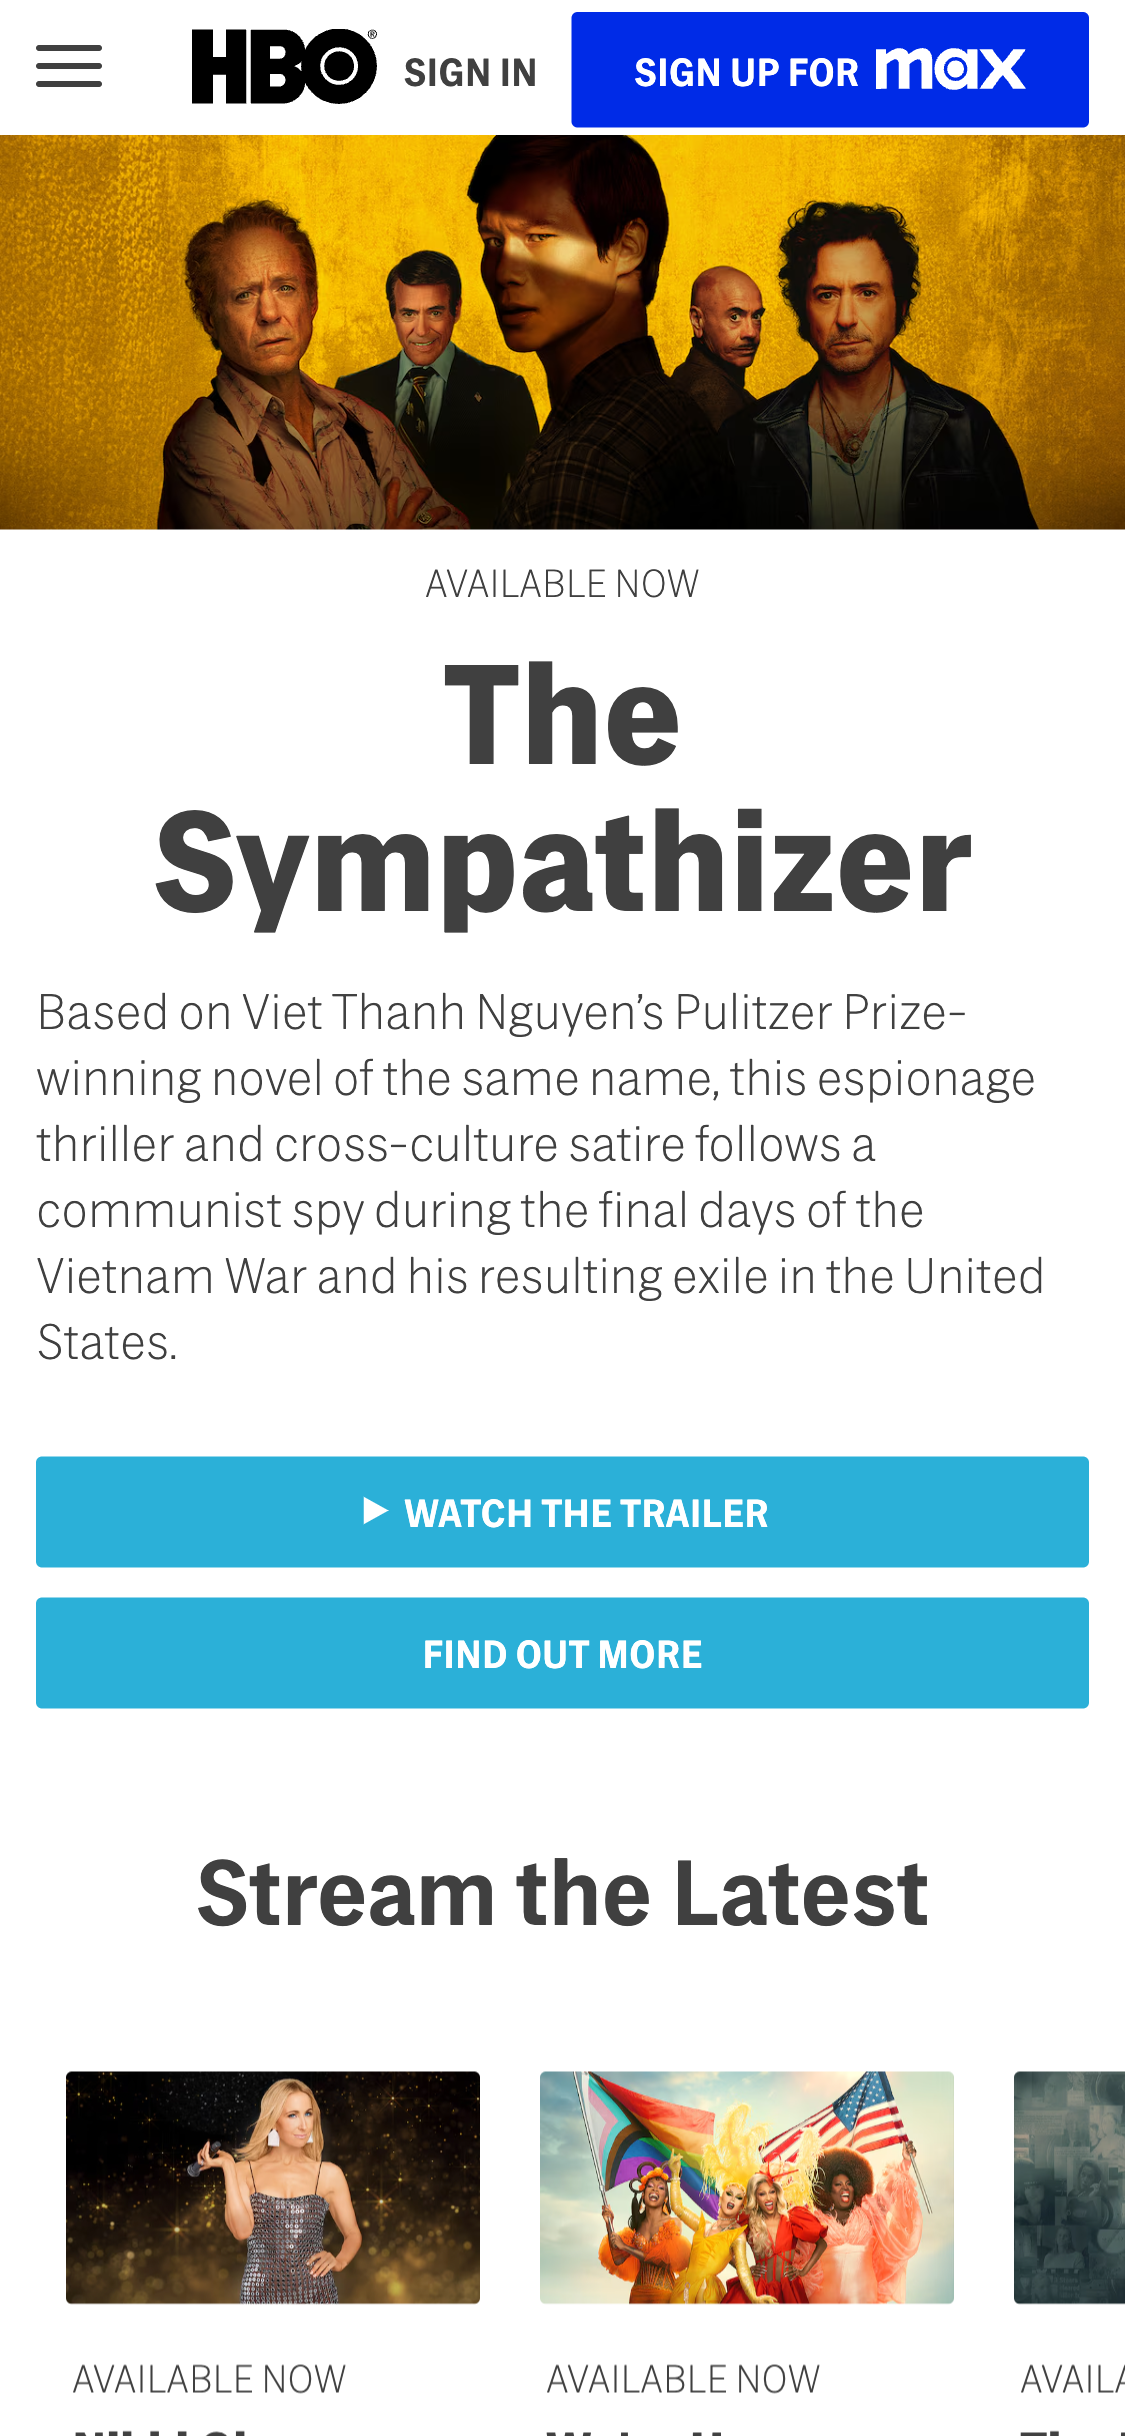 HBO® SIGN IN SIGN UP FOR max
AVAILABLE NOW
The
Sympathizer
Based on Viet Thanh Nguyen’s Pulitzer Prize-
winning novel of the same name, this espionage
thriller and cross-culture satire follows a
communist spy during the final days of the
Vietnam War and his resulting exile in the United
States.
WATCH THE TRAILER
FIND OUT MORE
Stream the Latest
AVAILABLE NOW AVAILABLE NOW